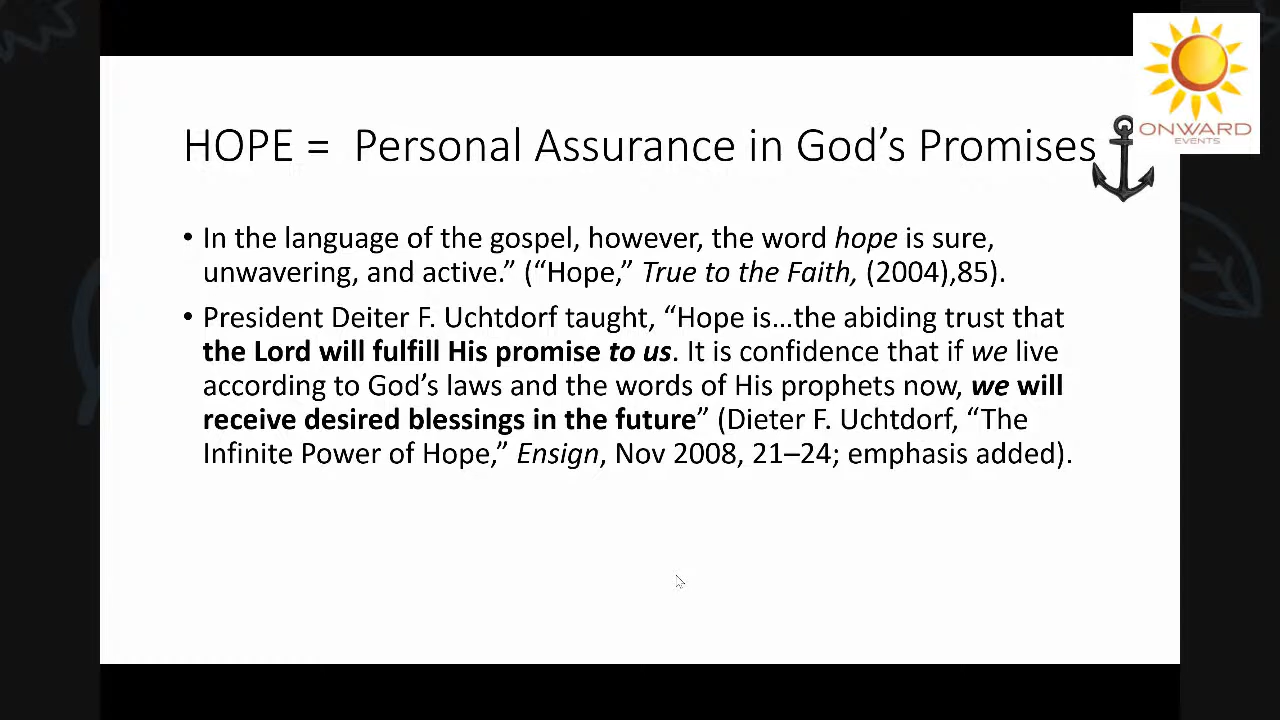 ONWARD
EVENTS
HOPE = Personal Assurance in God’s Promises
• In the language of the gospel, however, the word hope is sure,
unwavering, and active.” (“Hope,” True to the Faith, (2004),85).
• President Deiter F. Uchtdorf taught, “Hope is…the abiding trust that
the Lord will fulfill His promise to us. It is confidence that if we live
according to God’s laws and the words of His prophets now, we will
receive desired blessings in the future” (Dieter F. Uchtdorf, “The
Infinite Power of Hope,” Ensign, Nov 2008, 21–24; emphasis added).